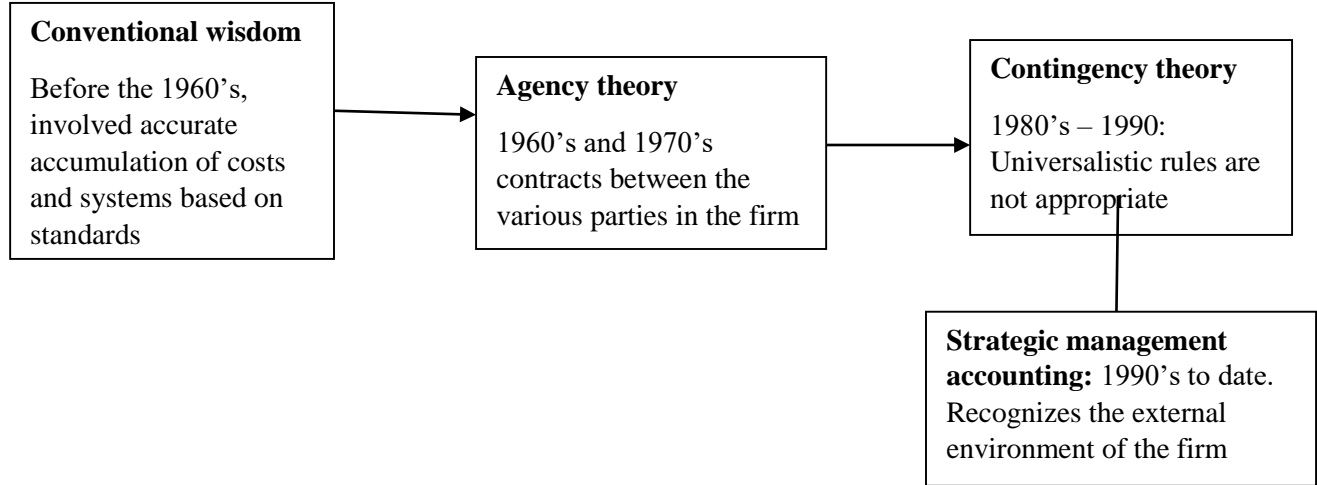 Conventional wisdom
Before the 1960’s,
involved accurate
accumulation of costs
and systems based on
standards
Agency theory
1960’s and 1970’s
contracts between the
various parties in the firm
Contingency theory
1980’s – 1990:
Universalistic rules are
not appropriate
Strategic management
accounting: 1990’s to date.
Recognizes the external
environment of the firm